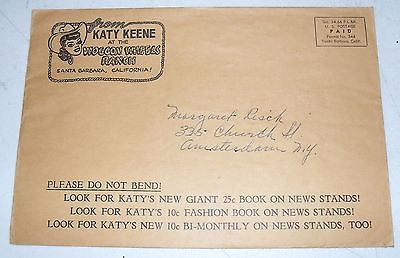 from
KATY KEENE
AT THE
WOGGON WHEELS
RANCH
SANTA BARBARA, CALIFORNIA!
Sec. 34.66 P.L.&R.
U. S. POSTAGE
PAID
Permit No. 244
Santa Barbara, Calif.
Margaret Risch
335 Church St.
Amsterdam N.Y.
PLEASE DO NOT BEND!
LOOK FOR KATY'S NEW GIANT 25c BOOK ON NEWS STANDS!
LOOK FOR KATY'S 10c FASHION BOOK ON NEWS STANDS!
LOOK FOR KATY'S NEW 10c BI-MONTHLY ON NEWS STANDS, TOO!